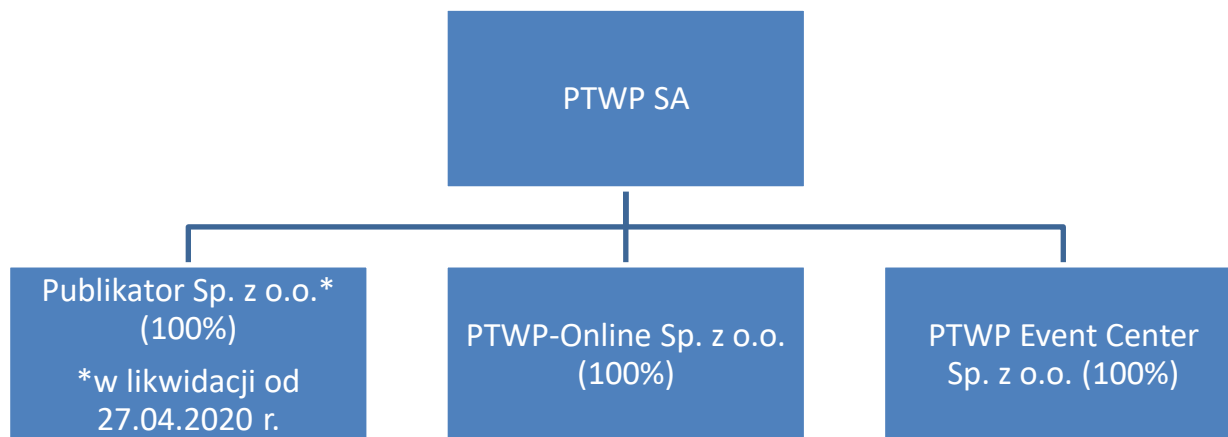 PTWP SA
Publikator Sp. z o.o.*
(100%)
*w likwidacji od
27.04.2020 r.
PTWP-Online Sp. z o.o.
(100%)
PTWP Event Center
Sp. z o.o. (100%)